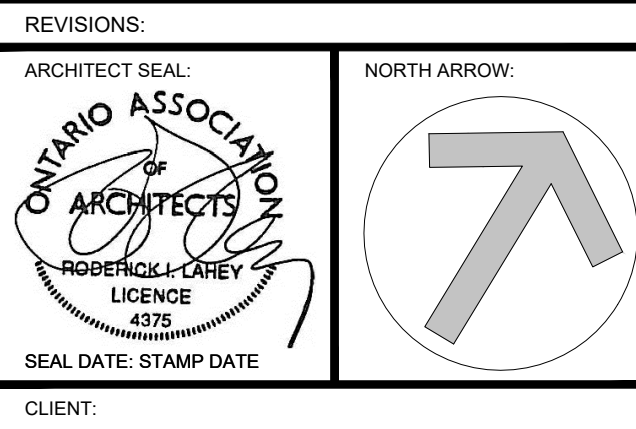 REVISIONS:
ARCHITECT SEAL:
ONTARIO ASSOCIATION
OF
ARCHITECTS
RODERICK I. LAHEY
LICENCE
4375
SEAL DATE: STAMP DATE
NORTH ARROW:
CLIENT: